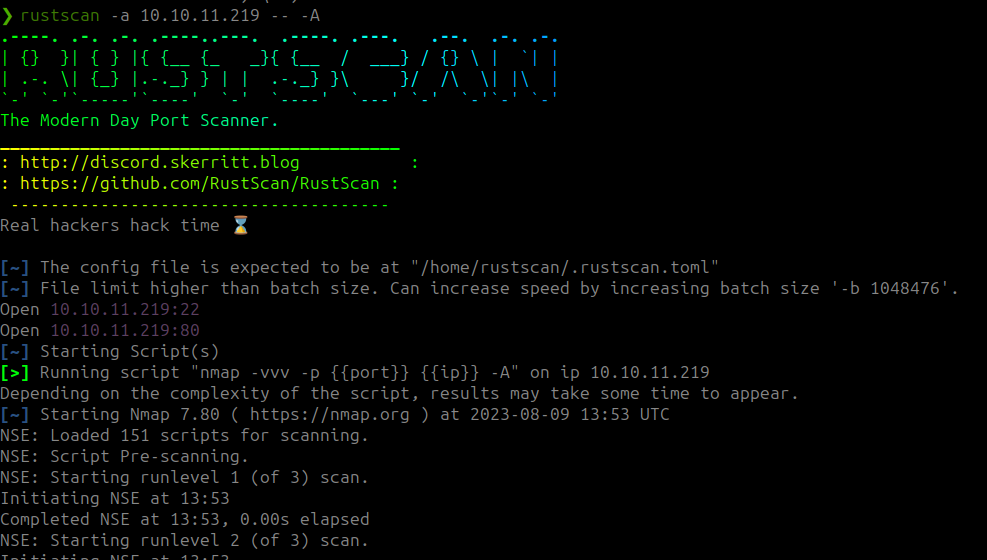 ❯ rustscan -a 10.10.11.219 -- -A
.----. .-. .-. .----..---.  .----. .---.   .--.  .-. .-.
| {}  }| { } |{ {__ {_   _}{ {__  /  ___} / {} \ |  `| |
| .-. \| {_} |.-._} } | |  .-._} }\     }/  /\  \| |\  |
`-' `-'`-----'`----'  `-'  `----'  `---' `-'  `-'`-' `-'
The Modern Day Port Scanner.
________________________________________
: http://discord.skerritt.blog           :
: https://github.com/RustScan/RustScan :
 --------------------------------------
Real hackers hack time ⌛
[~] The config file is expected to be at "/home/rustscan/.rustscan.toml"
[~] File limit higher than batch size. Can increase speed by increasing batch size '-b 1048476'.
Open 10.10.11.219:22
Open 10.10.11.219:80
[~] Starting Script(s)
[>] Running script "nmap -vvv -p {{port}} {{ip}} -A" on ip 10.10.11.219
Depending on the complexity of the script, results may take some time to appear.
[~] Starting Nmap 7.80 ( https://nmap.org ) at 2023-08-09 13:53 UTC
NSE: Loaded 151 scripts for scanning.
NSE: Script Pre-scanning.
NSE: Starting runlevel 1 (of 3) scan.
Initiating NSE at 13:53
Completed NSE at 13:53, 0.00s elapsed
NSE: Starting runlevel 2 (of 3) scan.
Initiating NSE at 13:53